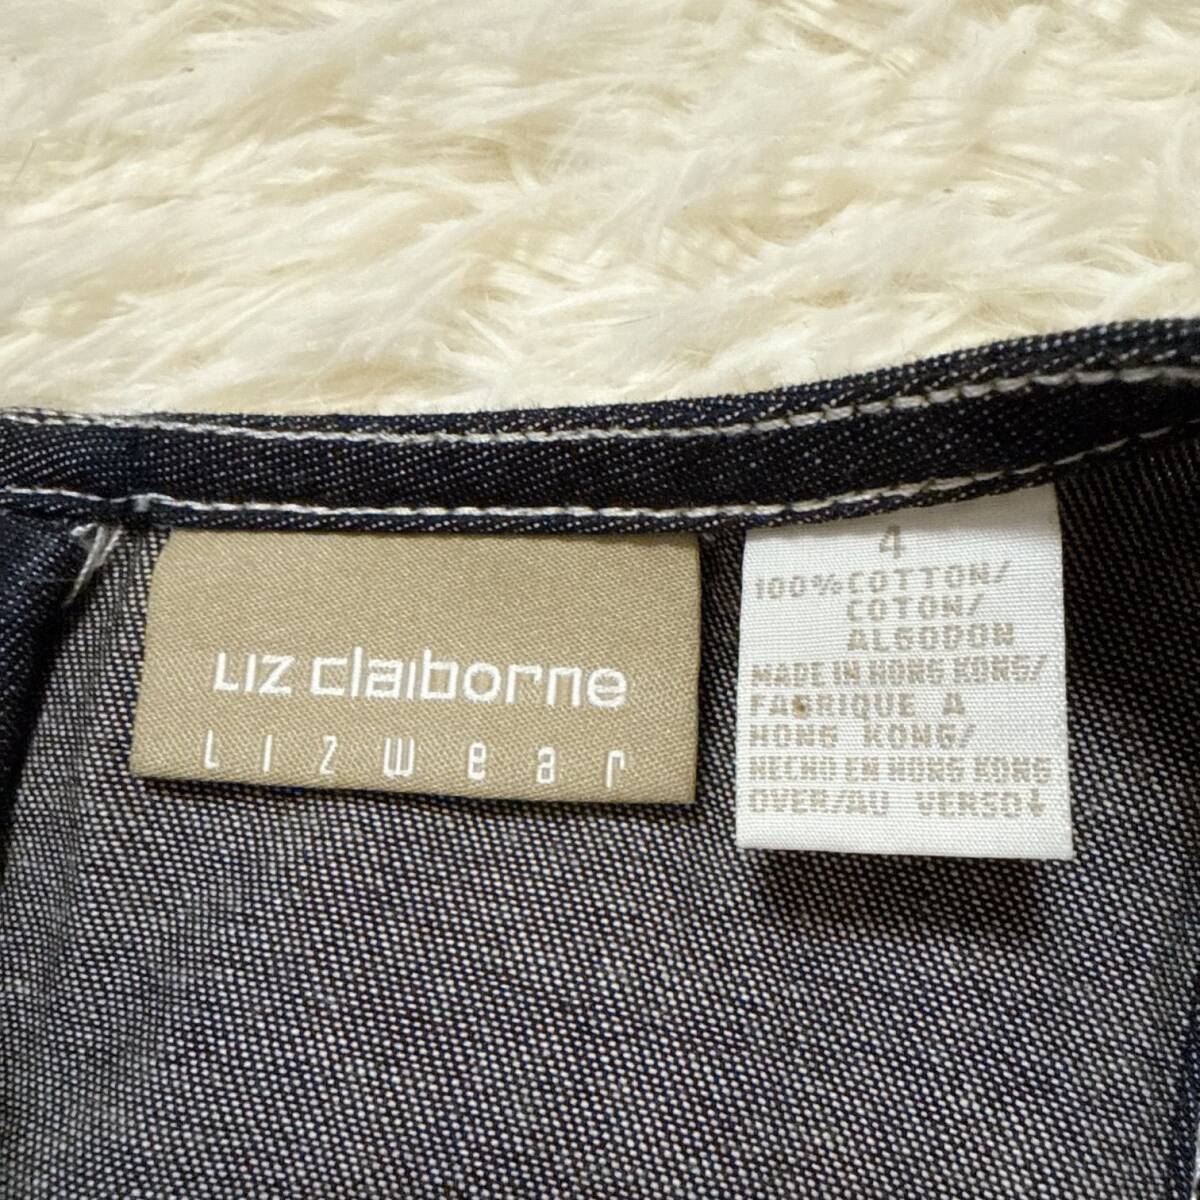 Liz claiborne
Lizwear
4
100% COTTON/
COTON/
ALGODON
MADE IN HONG KONG/
FABRIQUE A
HONG KONG/
HECHO EN HONG KONG
OVER/AU VERSO↓